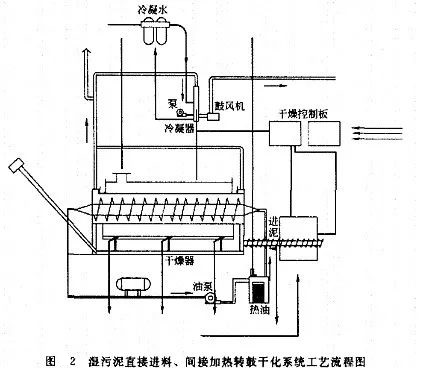 冷凝水
泵
鼓风机
冷凝器
干燥控制板
进泥
干燥器
油泵
热油
图 2 湿污泥直接进料、间接加热转鼓干化系统工艺流程图